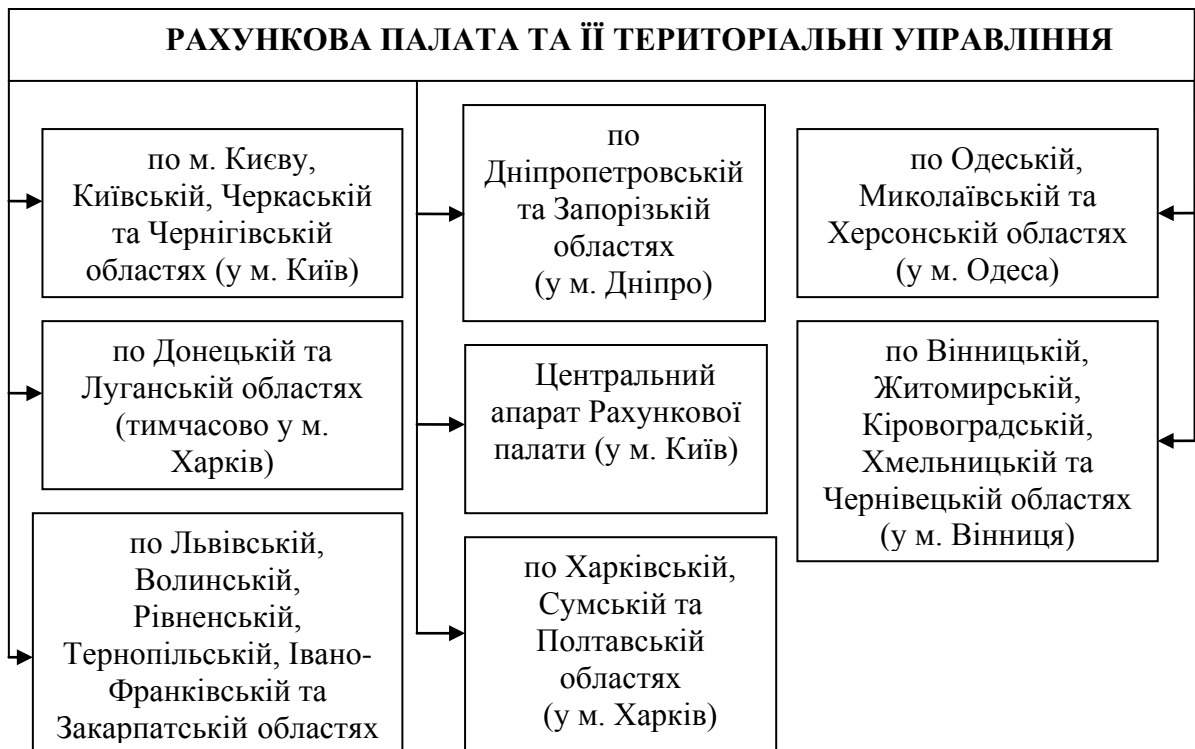 РАХУНКОВА ПАЛАТА ТА ЇЇ ТЕРИТОРІАЛЬНІ УПРАВЛІННЯ
по м. Києву,
Київській, Черкаській
та Чернігівській
областях (у м. Київ)
по Донецькій та
Луганській областях
(тимчасово у м.
Харків)
по Львівській,
Волинській,
Рівненській,
Тернопільській, Івано-
Франківській та
Закарпатській областях
по
Дніпропетровській
та Запорізькій
областях
(у м. Дніпро)
Центральний
апарат Рахункової
палати (у м. Київ)
по Харківській,
Сумській та
Полтавській
областях
(у м. Харків)
по Одеській,
Миколаївській та
Херсонській областях
(у м. Одеса)
по Вінницькій,
Житомирській,
Кіровоградській,
Хмельницькій та
Чернівецькій областях
(у м. Вінниця)